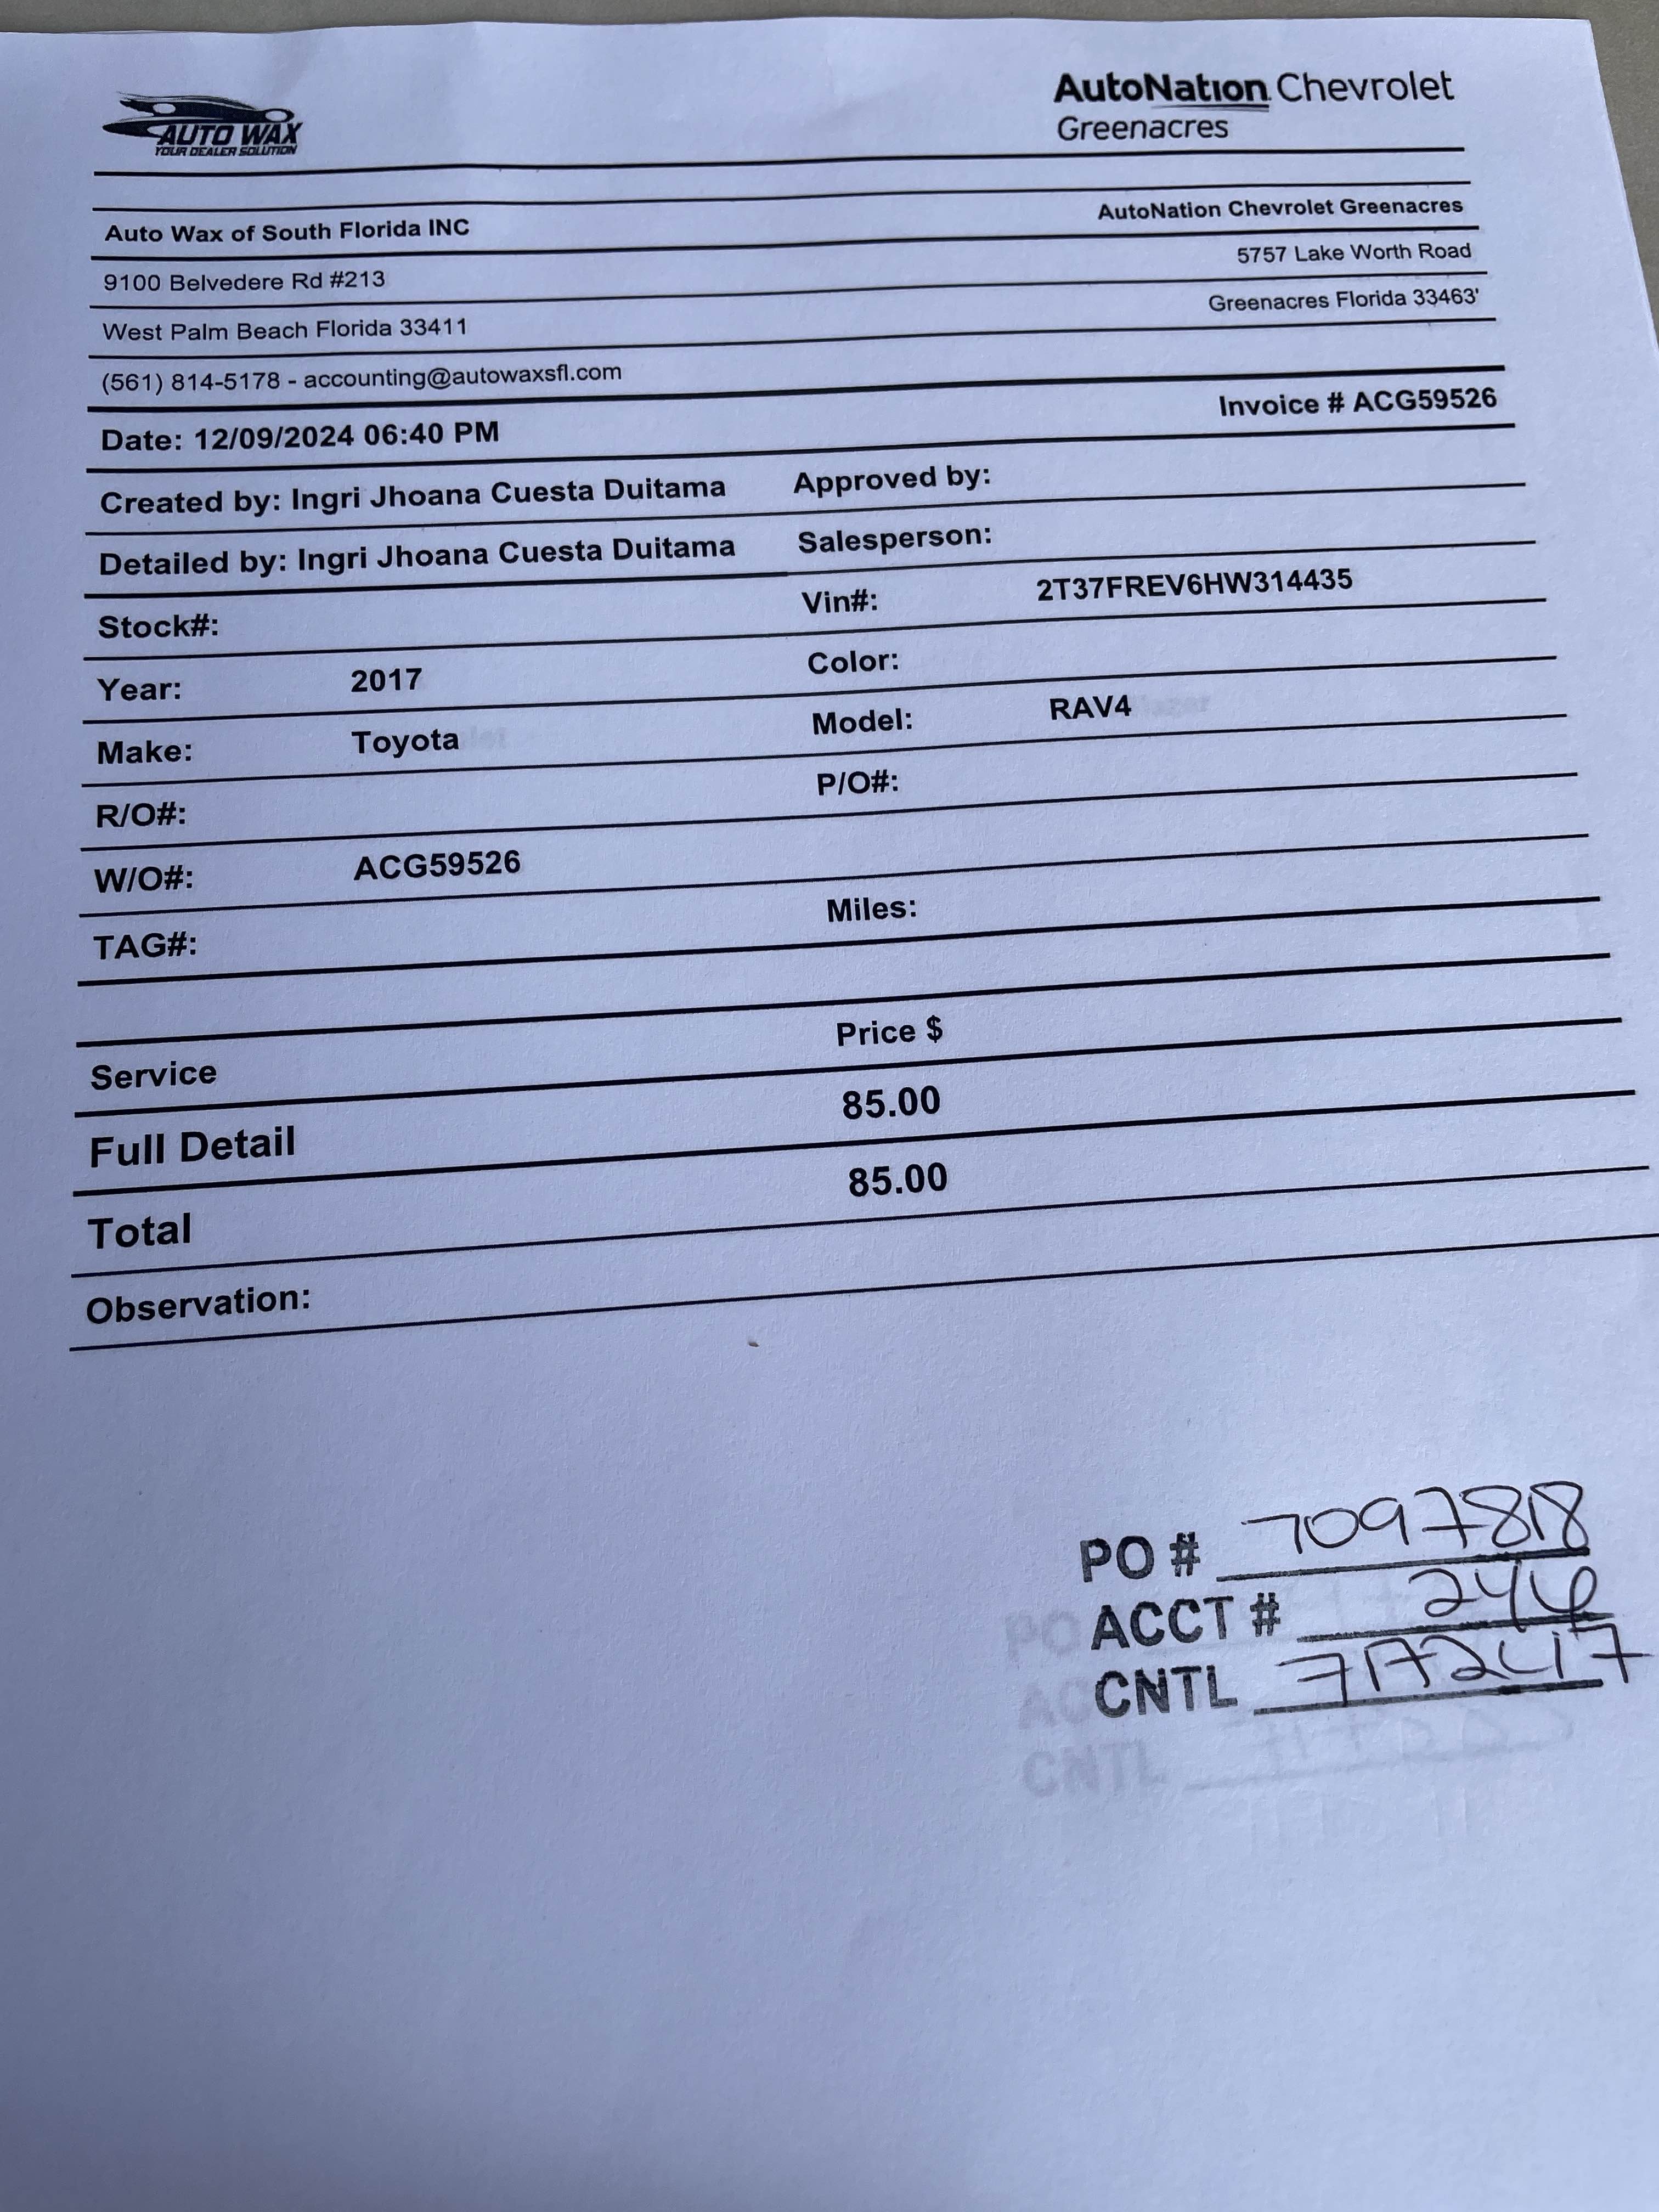 AUTO WAX
YOUR DEALER SOLUTION
AutoNation Chevrolet
Greenacres
Auto Wax of South Florida INC
AutoNation Chevrolet Greenacres
9100 Belvedere Rd #213
5757 Lake Worth Road
West Palm Beach Florida 33411
Greenacres Florida 33463'
(561) 814-5178 - accounting@autowaxsfl.com
Date: 12/09/2024 06:40 PM
Invoice # ACG59526
Created by: Ingri Jhoana Cuesta Duitama
Approved by:
Detailed by: Ingri Jhoana Cuesta Duitama
Salesperson:
Stock#:
Vin#: 2T37FREV6HW314435
Year: 2017
Color:
Make: Toyota
Model: RAV4
R/O#:
P/O#:
W/O#: ACG59526
TAG#:
Miles:
Service Price $
Full Detail 85.00
Total 85.00
Observation:
PO #
ACCT # 246
CNTL
PO
AC
CNTL